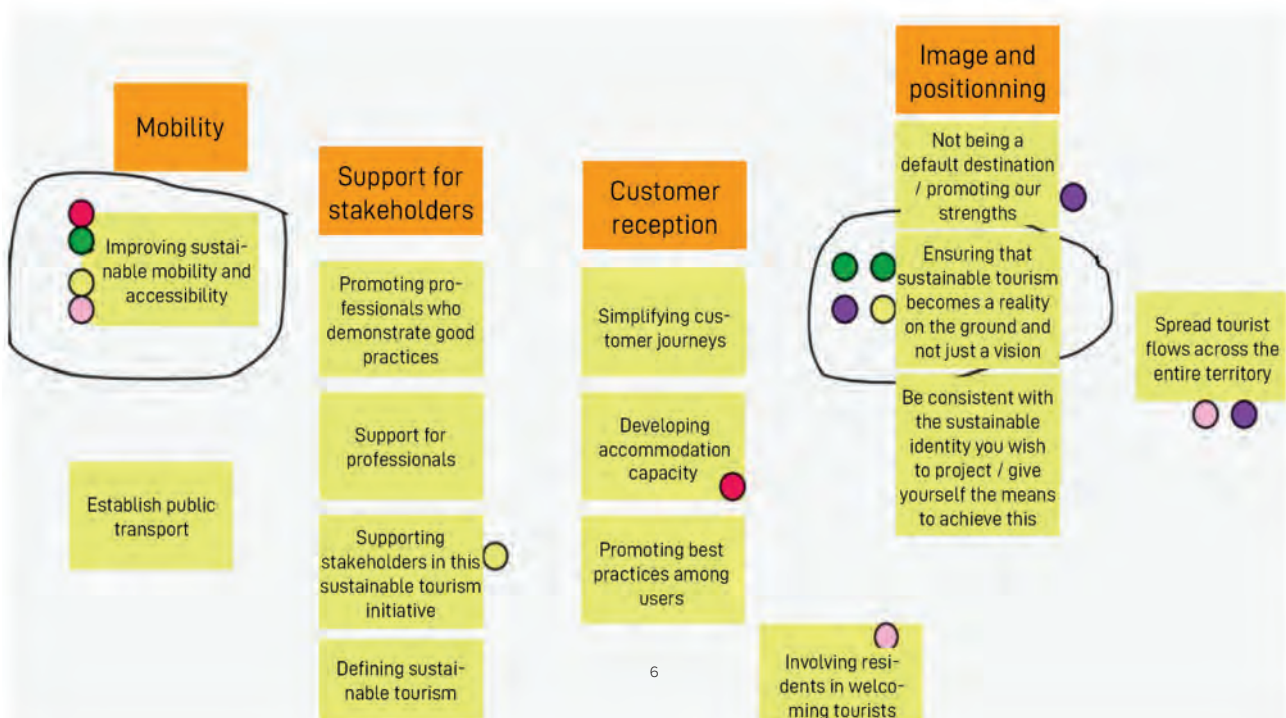 Mobility
Improving sustai-
nable mobility and
accessibility
Establish public
transport
Support for
stakeholders
Promoting pro-
fessionals who
demonstrate good
practices
Support for
professionals
Supporting
stakeholders in this
sustainable tourism
initiative
Defining sustai-
nable tourism
Customer
reception
Simplifying cus-
tomer journeys
Developing
accommodation
capacity
Promoting best
practices among
users
Involving resi-
dents in welco-
ming tourists
Image and
positionning
Not being a
default destination
/ promoting our
strengths
Ensuring that
sustainable tourism
becomes a reality
on the ground and
not just a vision
Be consistent with
the sustainable
identity you wish
to project / give
yourself the means
to achieve this
Spread tourist
flows across the
entire territory
6